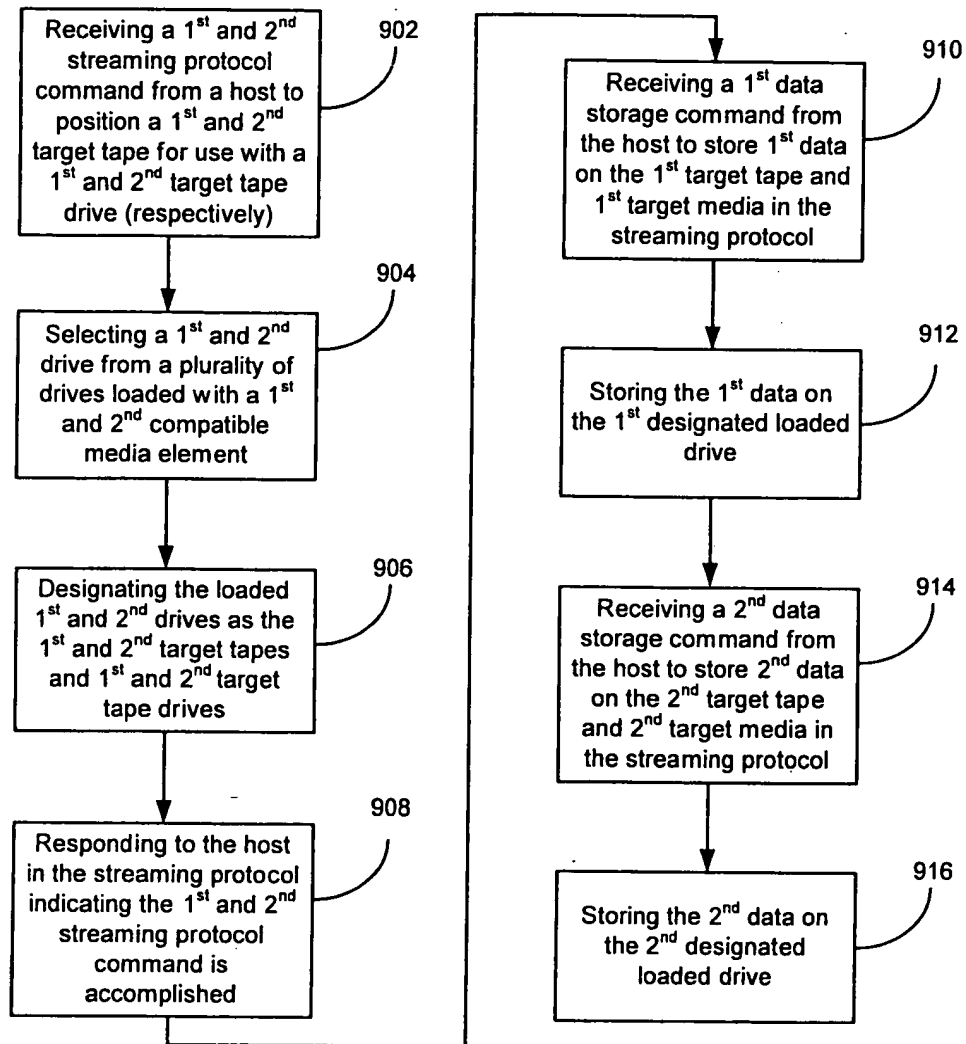 Receiving a 1st and 2nd
streaming protocol
command from a host to
position a 1st and 2nd
target tape for use with a
1st and 2nd target tape
drive (respectively)
902
Selecting a 1st and 2nd
drive from a plurality of
drives loaded with a 1st
and 2nd compatible
media element
904
Designating the loaded
1st and 2nd drives as the
1st and 2nd target tapes
and 1st and 2nd target
tape drives
906
Responding to the host
in the streaming protocol
indicating the 1st and 2nd
streaming protocol
command is
accomplished
908
Receiving a 1st data
storage command from
the host to store 1st data
on the 1st target tape and
1st target media in the
streaming protocol
910
Storing the 1st data on
the 1st designated loaded
drive
912
Receiving a 2nd data
storage command from
the host to store 2nd data
on the 2nd target tape
and 2nd target media in
the streaming protocol
914
Storing the 2nd data on
the 2nd designated
loaded drive
916